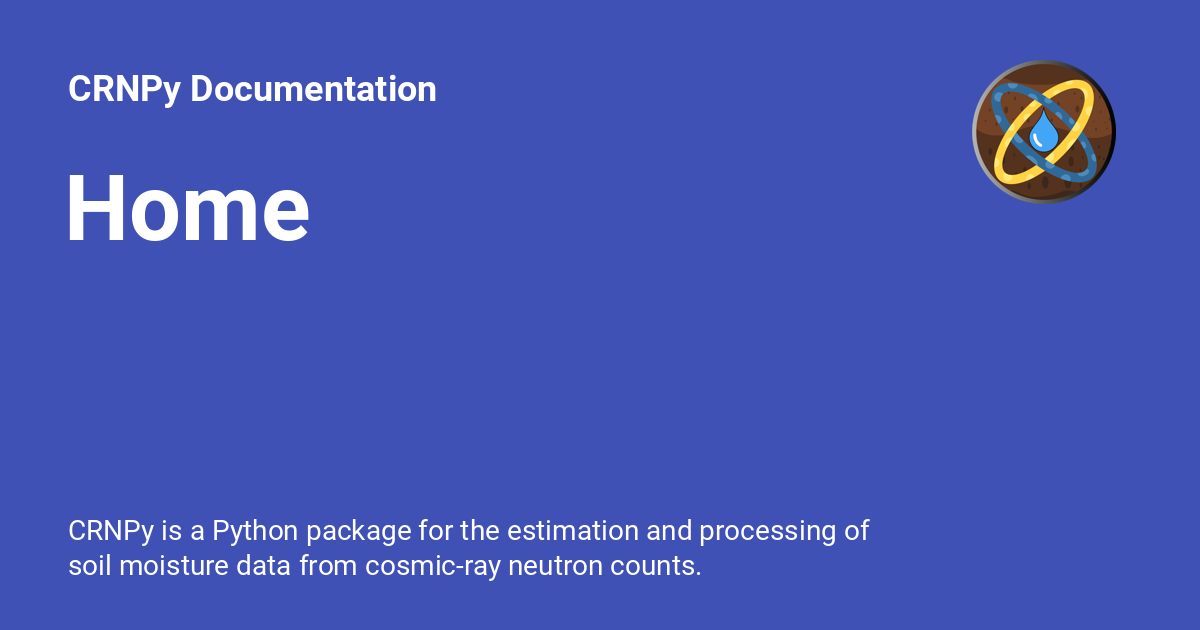 CRNPy Documentation
Home
CRNPy is a Python package for the estimation and processing of
soil moisture data from cosmic-ray neutron counts.